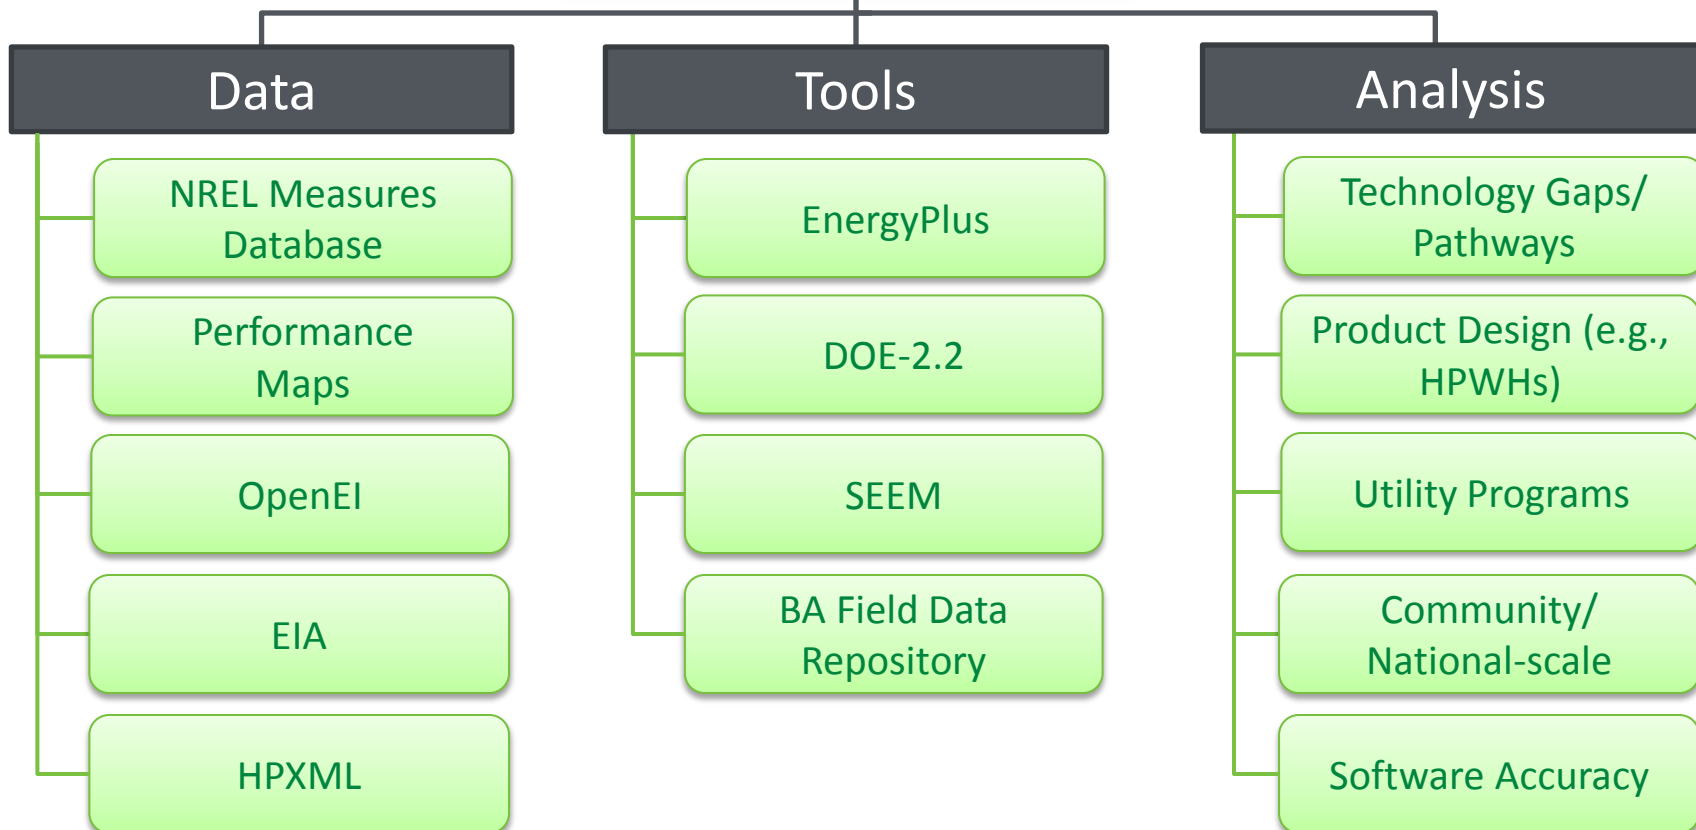 Data
NREL Measures
Database
Performance
Maps
OpenEI
EIA
HPXML
Tools
EnergyPlus
DOE-2.2
SEEM
BA Field Data
Repository
Analysis
Technology Gaps/
Pathways
Product Design (e.g.,
HPWHs)
Utility Programs
Community/
National-scale
Software Accuracy